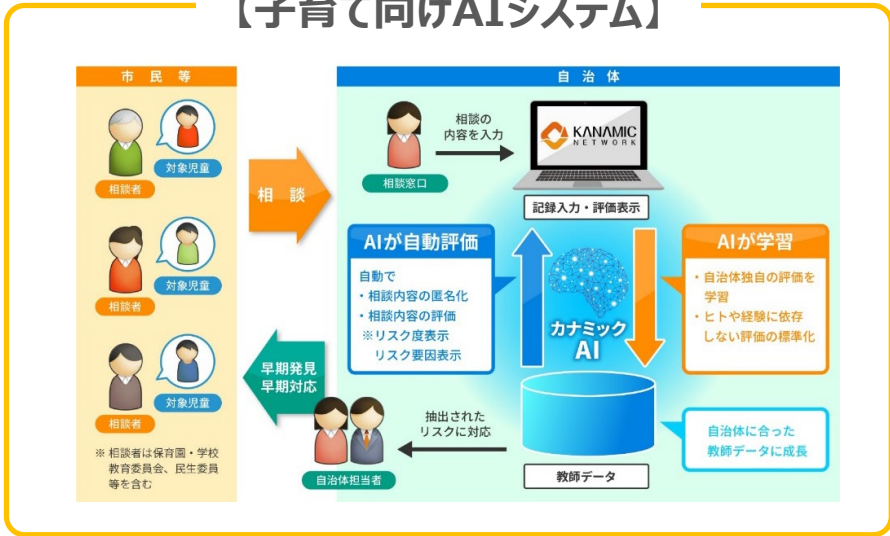 【子育て向けAIシステム】
市民等
対象児童
相談者
対象児童
相談者
対象児童
相談者
※ 相談者は保育園・学校
教育委員会、民生委員
等を含む
相談
早期発見
早期対応
自治体
相談窓口
相談の
内容を入力
KANAMIC
NETWORK
記録入力・評価表示
AIが自動評価
自動で
・相談内容の匿名化
・相談内容の評価
※リスク度表示
リスク要因表示
カナミック
AI
AIが学習
・自治体独自の評価を
学習
・ヒトや経験に依存
しない評価の標準化
自治体担当者
抽出された
リスクに対応
教師データ
自治体に合った
教師データに成長